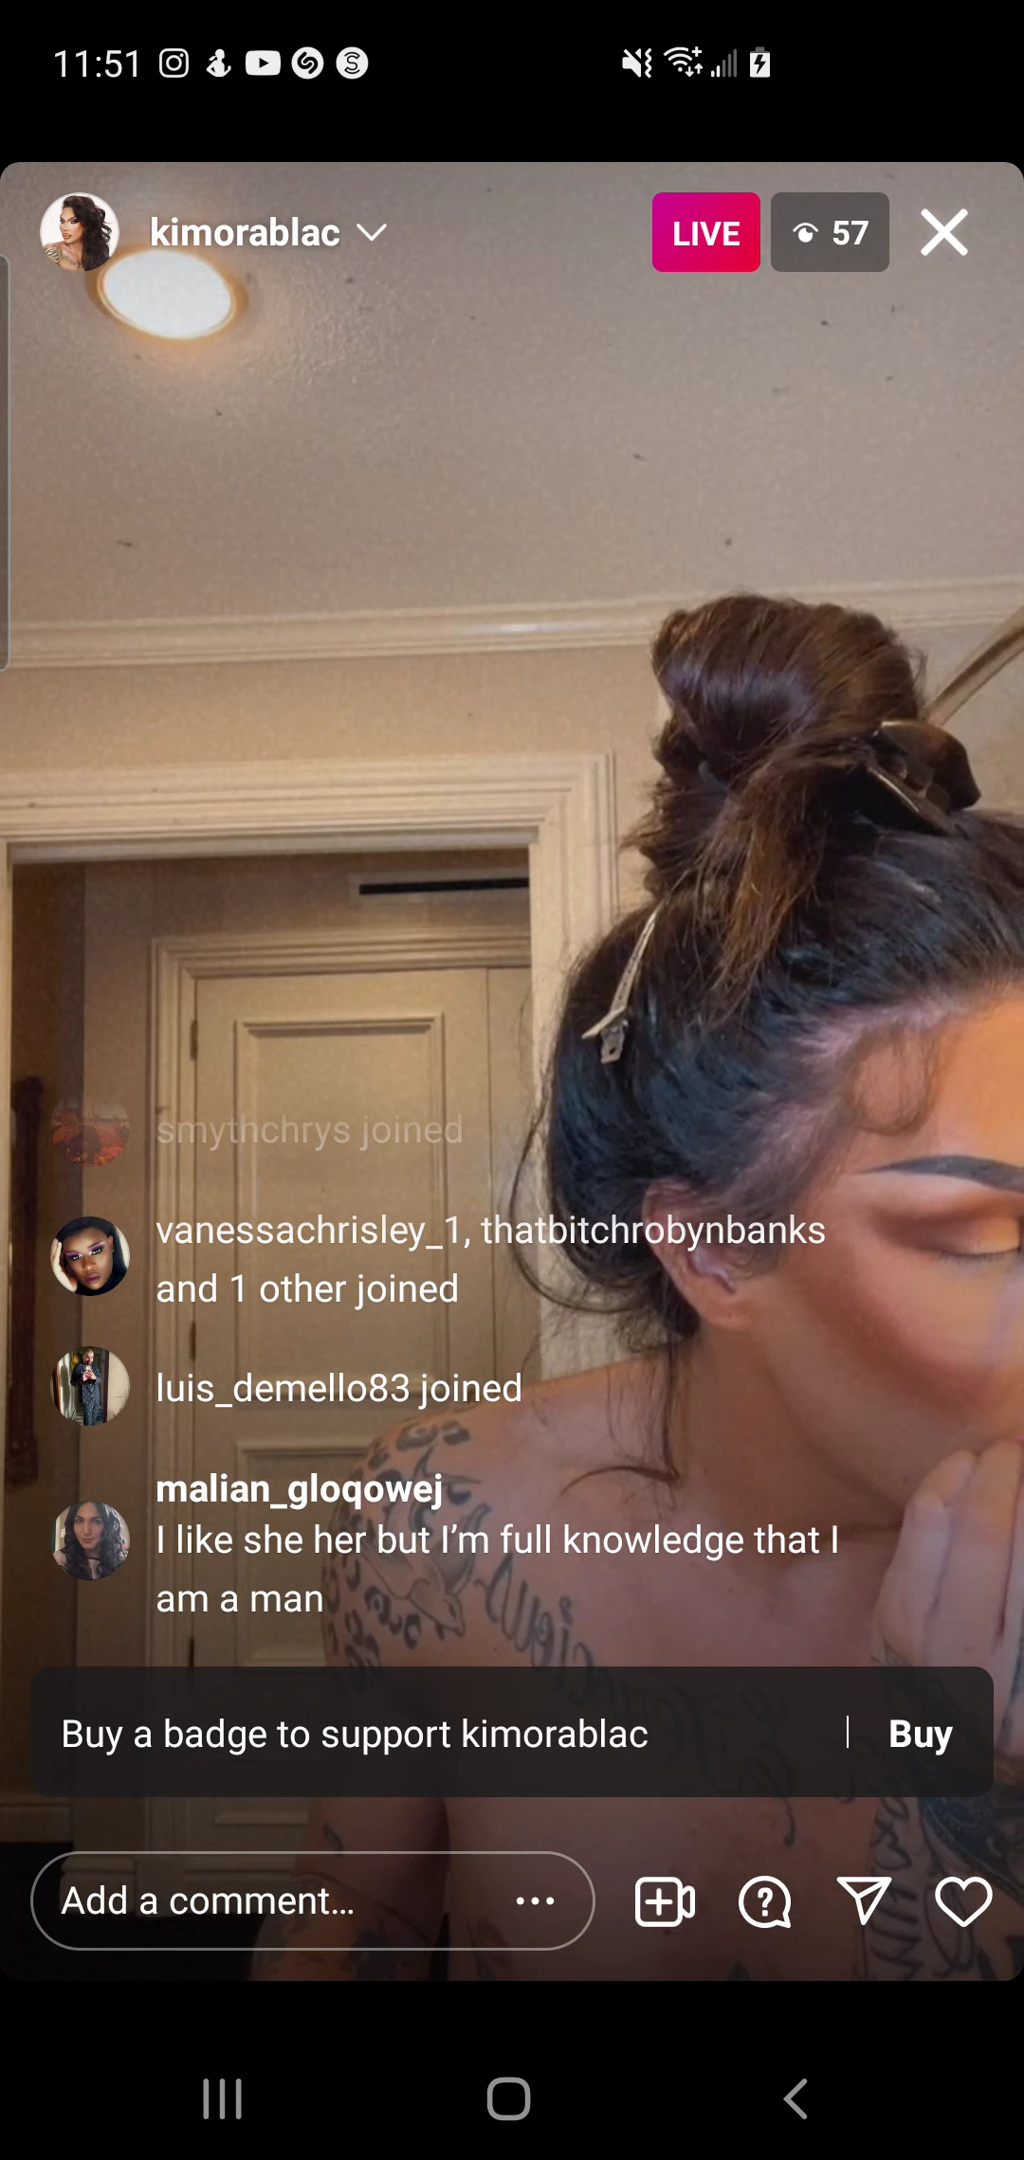 11:51
kimorablac
LIVE
57
smythchrys joined
vanessachrisley_1, thatbitchrobynbanks
and 1 other joined
luis_demello83 joined
malian_gloqowej
I like she her but I’m full knowledge that I
am a man
Buy a badge to support kimorablac
Buy
Add a comment...